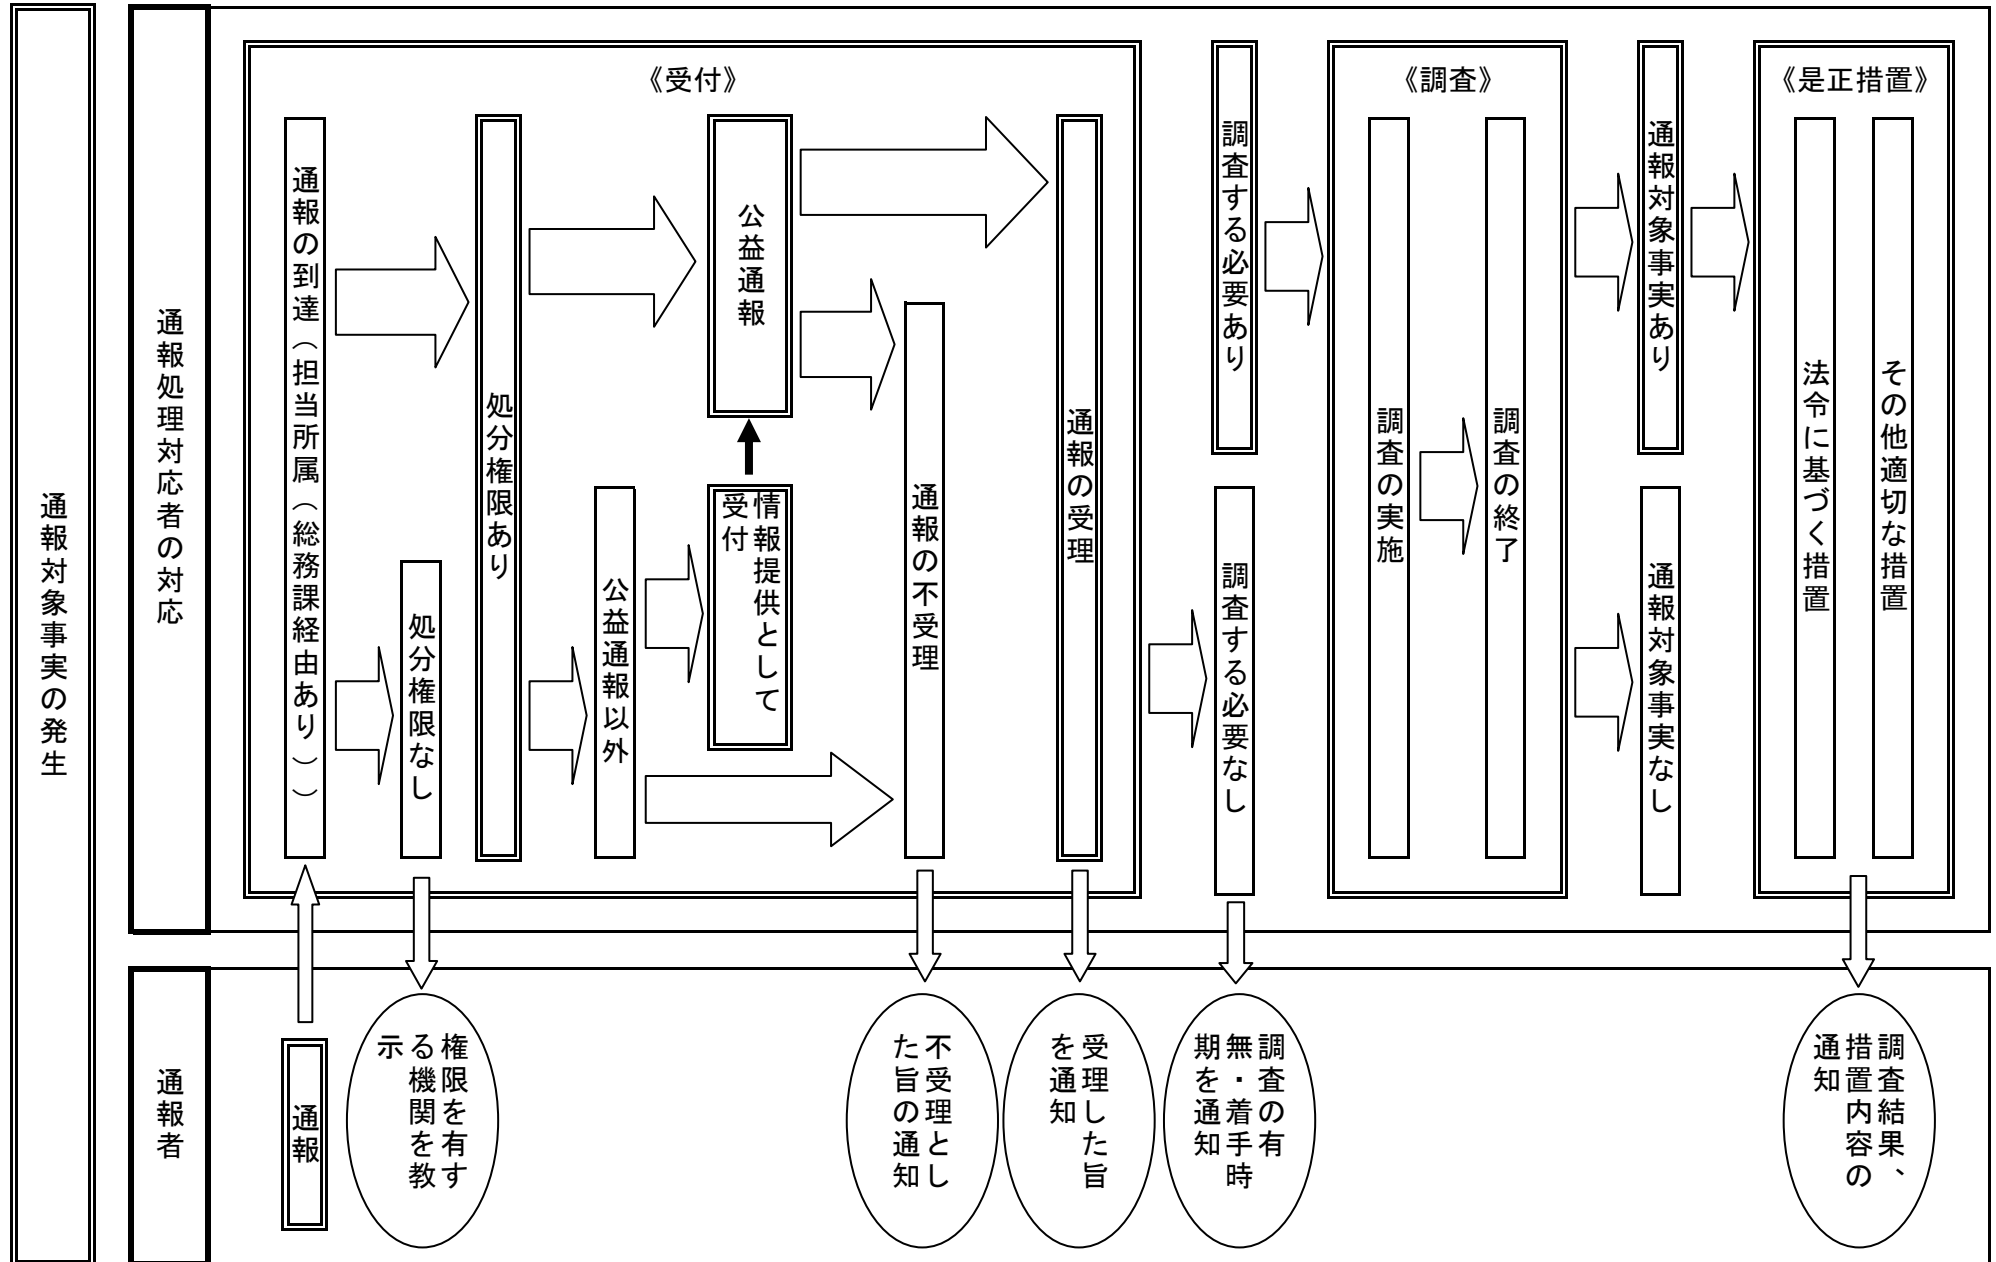 通報対象事実の発生
通報処理対応者の対応
《受付》
通報の到達（担当所属（総務課経由あり））
処分権限なし
処分権限あり
公益通報以外
公益通報
情報提供として
受付
通報の不受理
通報の受理
調査する必要あり
調査する必要なし
《調査》
調査の実施
調査の終了
通報対象事実あり
通報対象事実なし
《是正措置》
法令に基づく措置
その他適切な措置
通報者
通報
権限を有す
る機関を教
示
不受理とし
た旨の通知
受理した旨
を通知
調査の有
無・着手時
期を通知
調査結果、
措置内容の
通知